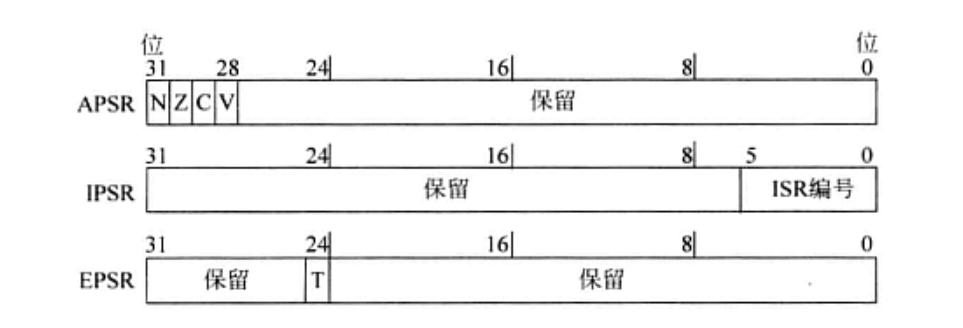 位 位
31 28 24 16 8 0
APSR N Z C V 保留
31 24 16 8 5 0
IPSR 保留 ISR编号
31 24 16 8 0
EPSR 保留 T 保留